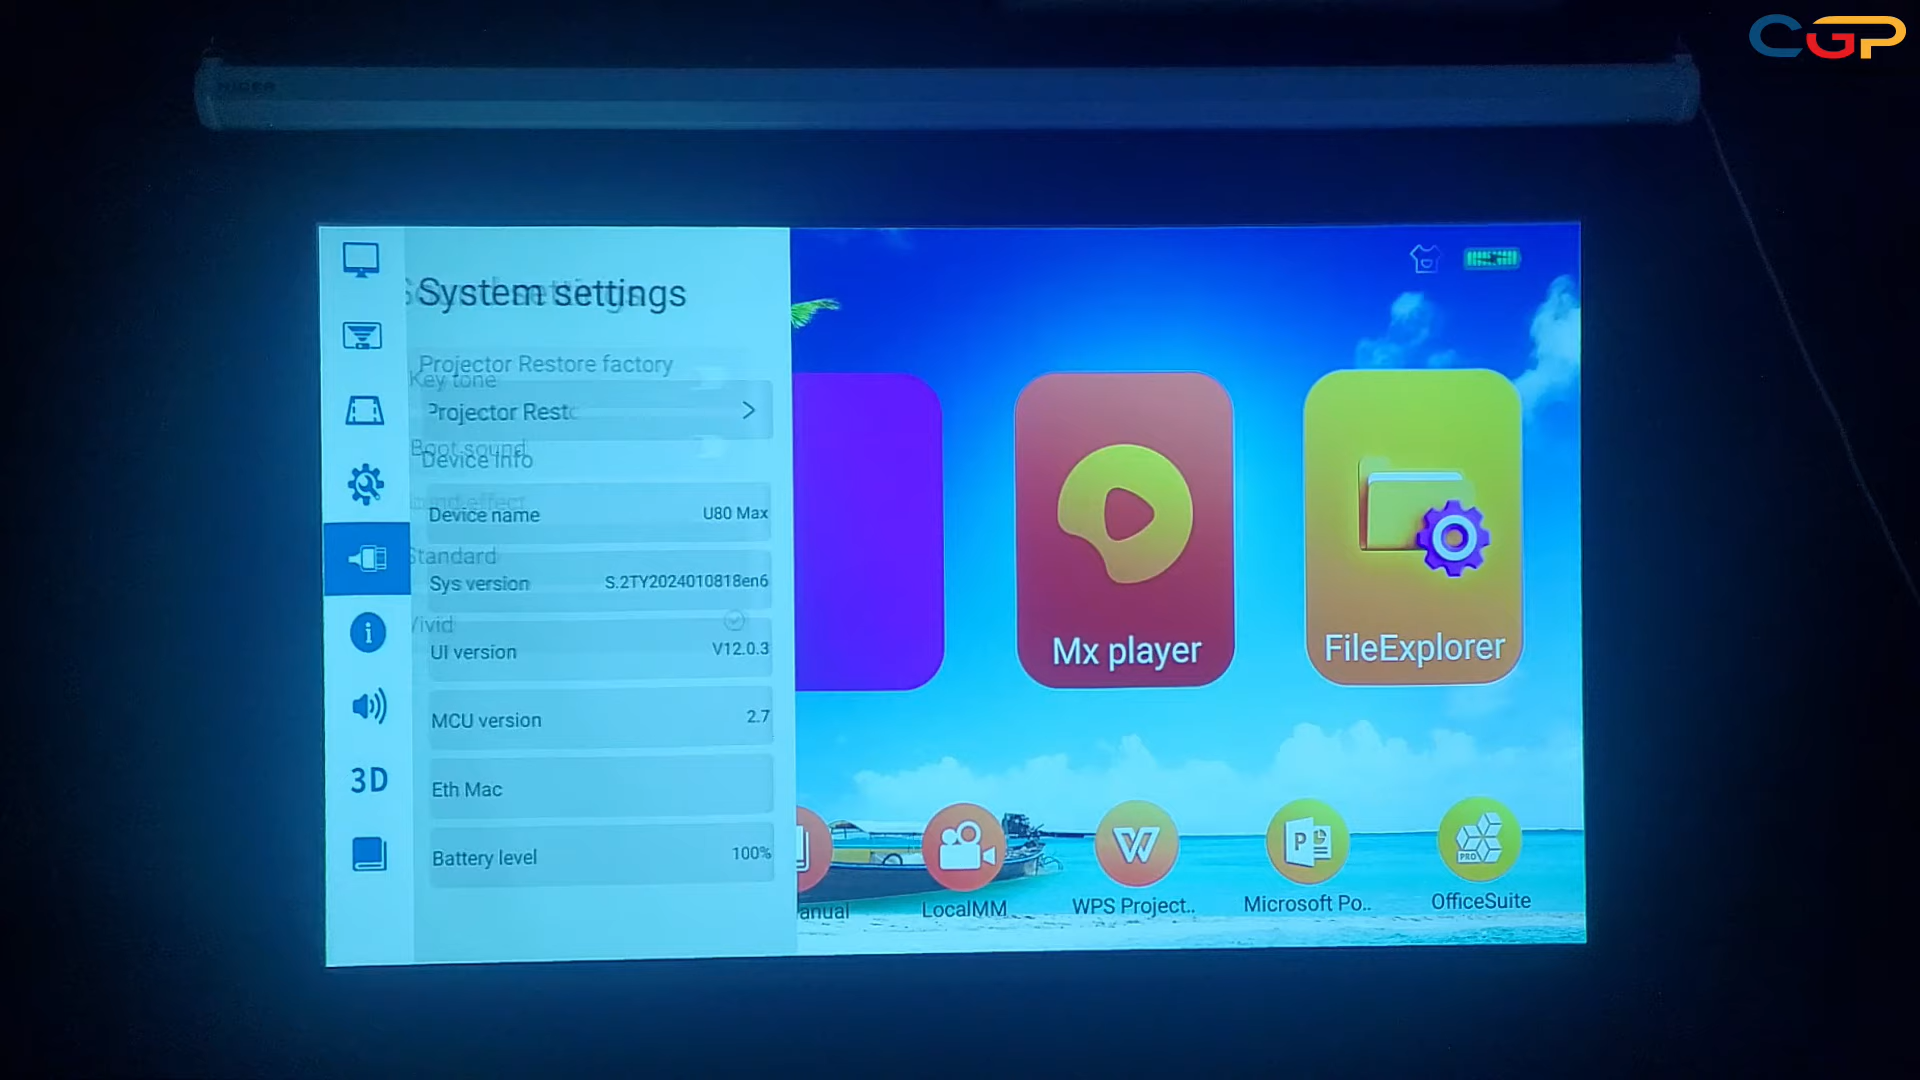 CGP
System settings
Projector Restore factory
Key tone
Projector Rest
Boot sound
Device Info
Device name U80 Max
Standard
Sys version S.2TY2024010818en6
Vivid
UI version V12.0.3
MCU version 2.7
Eth Mac
Battery level 100%
3D
Mx player
FileExplorer
anual
LocalMM
WPS Project..
Microsoft Po..
OfficeSuite
PRO